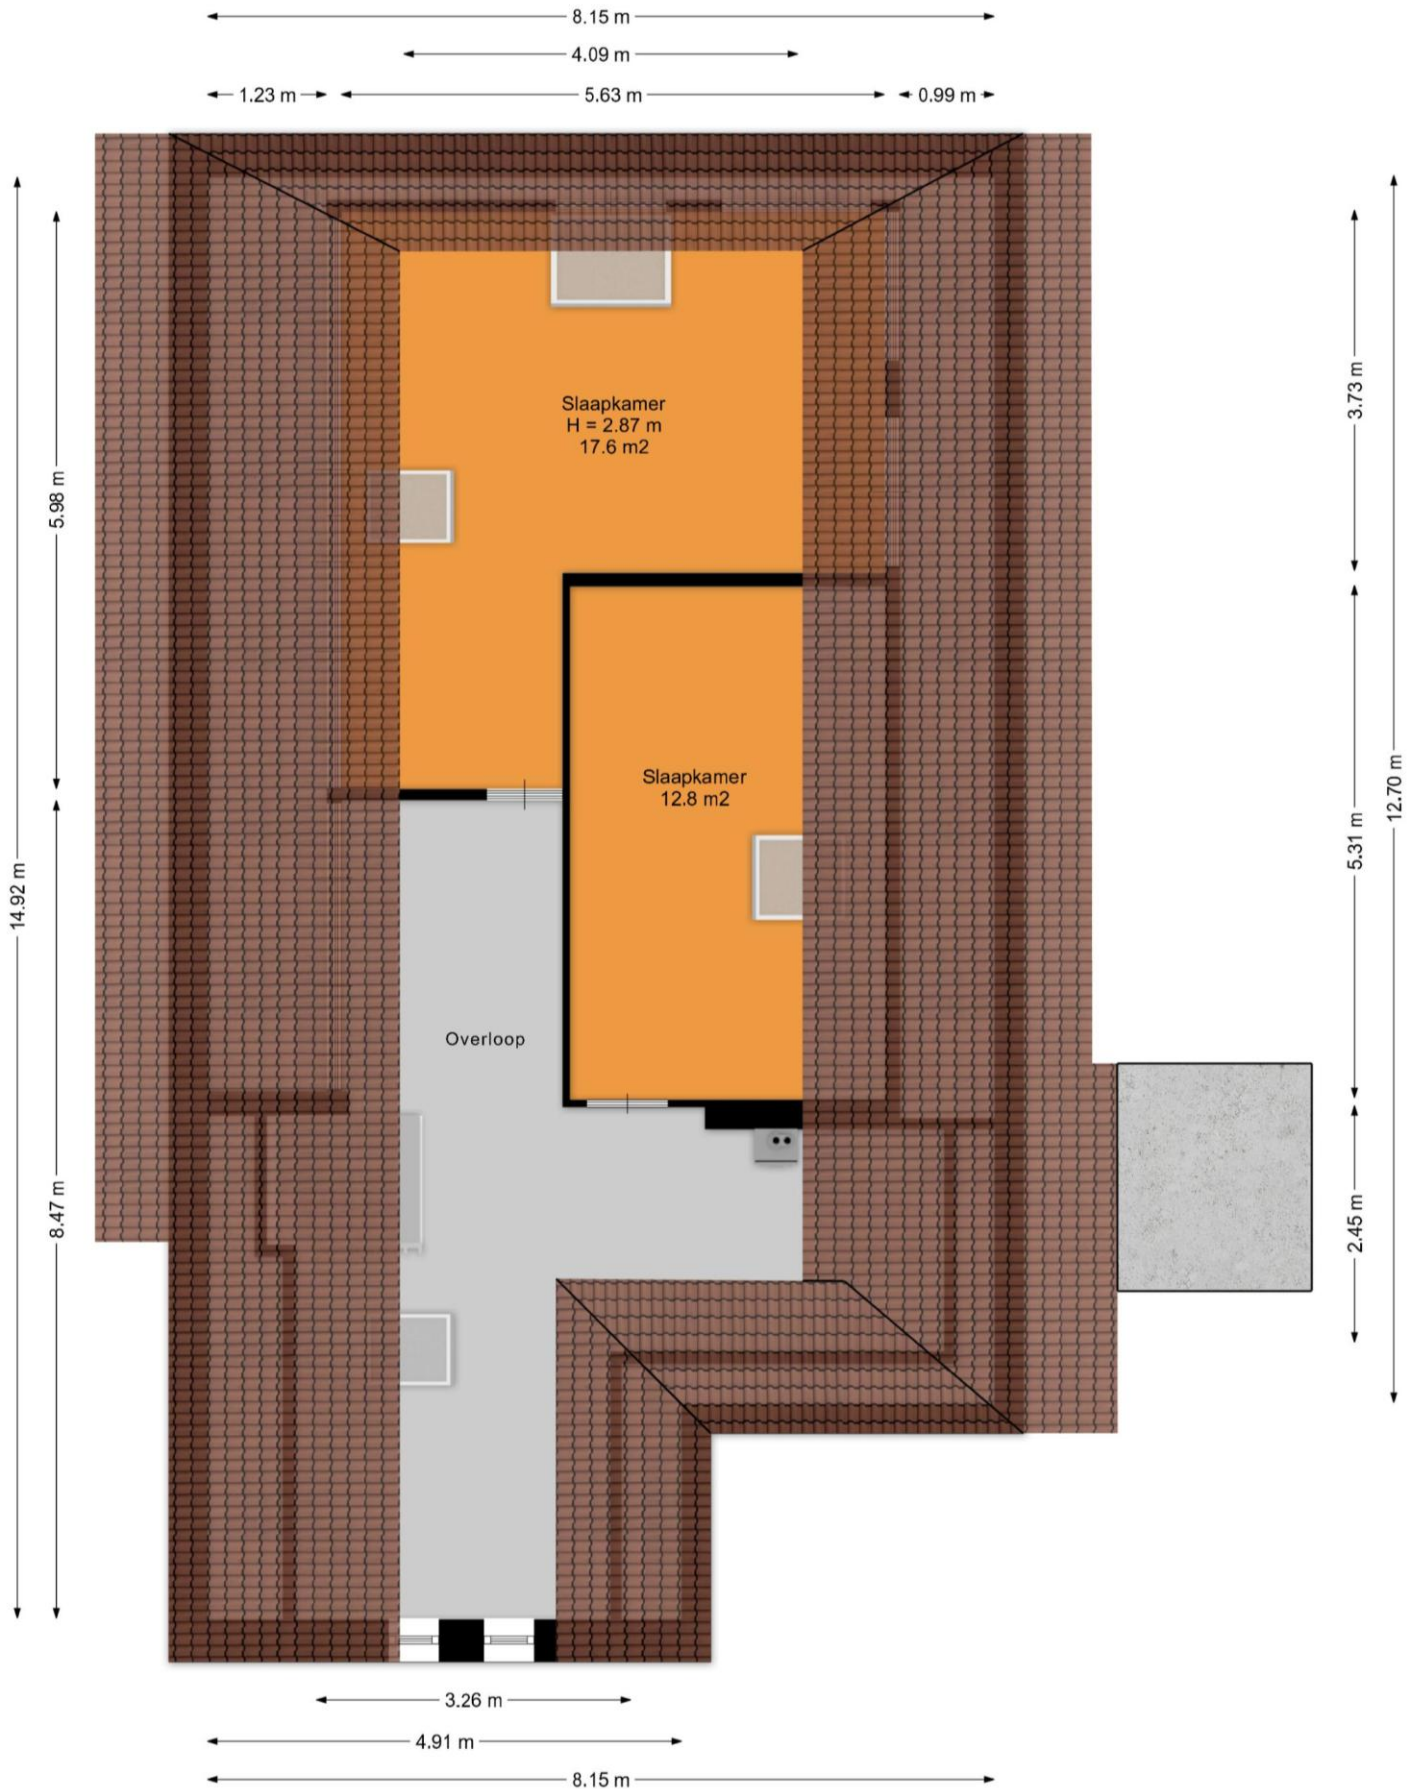 8.15 m
4.09 m
1.23 m
5.63 m
0.99 m
Slaapkamer
H = 2.87 m
17.6 m2
3.73 m
5.98 m
Slaapkamer
12.8 m2
12.70 m
5.31 m
14.92 m
Overloop
8.47 m
2.45 m
3.26 m
4.91 m
8.15 m